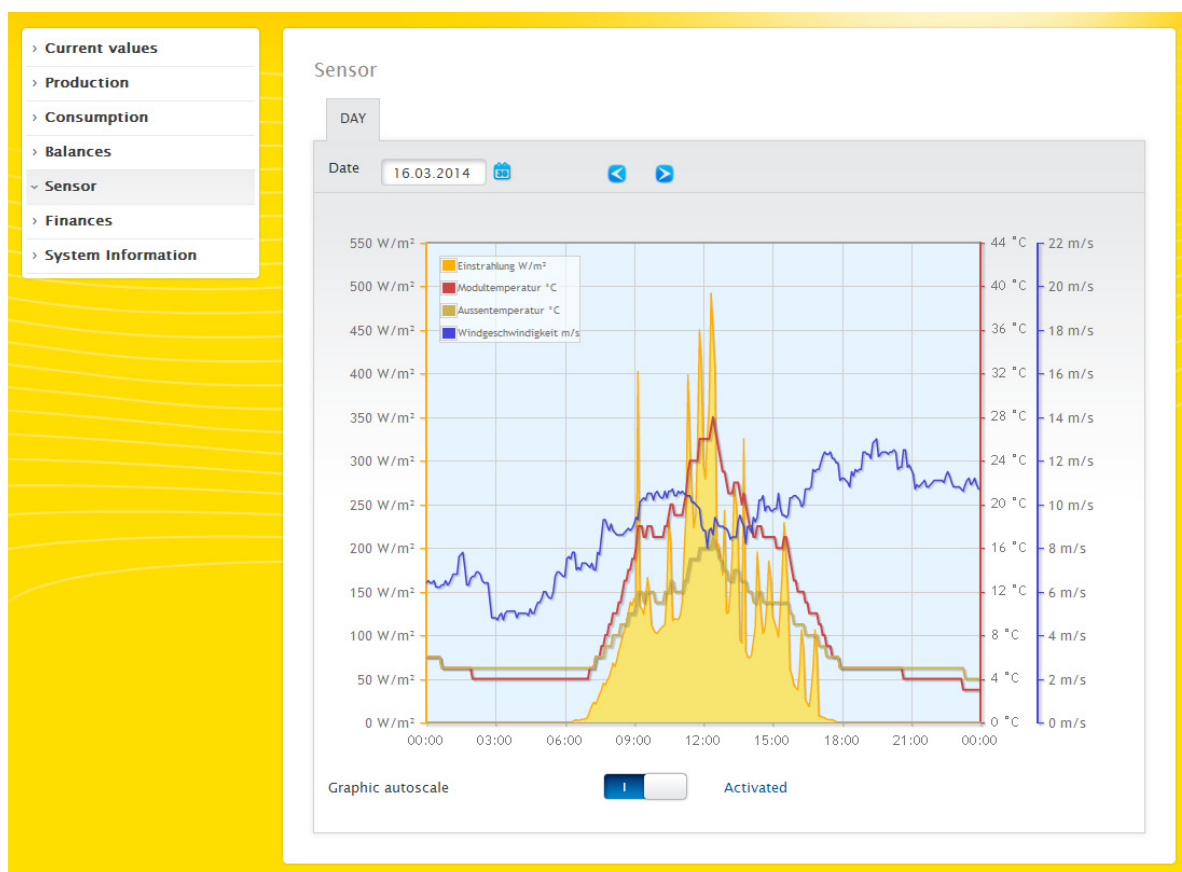 Current values
Production
Consumption
Balances
Sensor
Finances
System Information
Sensor
DAY
Date 16.03.2014 30
550 W/m² 44 °C 22 m/s
500 W/m² 40 °C 20 m/s
450 W/m² 36 °C 18 m/s
400 W/m² 32 °C 16 m/s
350 W/m² 28 °C 14 m/s
300 W/m² 24 °C 12 m/s
250 W/m² 20 °C 10 m/s
200 W/m² 16 °C 8 m/s
150 W/m² 12 °C 6 m/s
100 W/m² 8 °C 4 m/s
50 W/m² 4 °C 2 m/s
0 W/m² 0 °C 0 m/s
Einstrahlung W/m²
Modultemperatur °C
Aussentemperatur °C
Windgeschwindigkeit m/s
00:00 03:00 06:00 09:00 12:00 15:00 18:00 21:00 00:00
Graphic autoscale I Activated